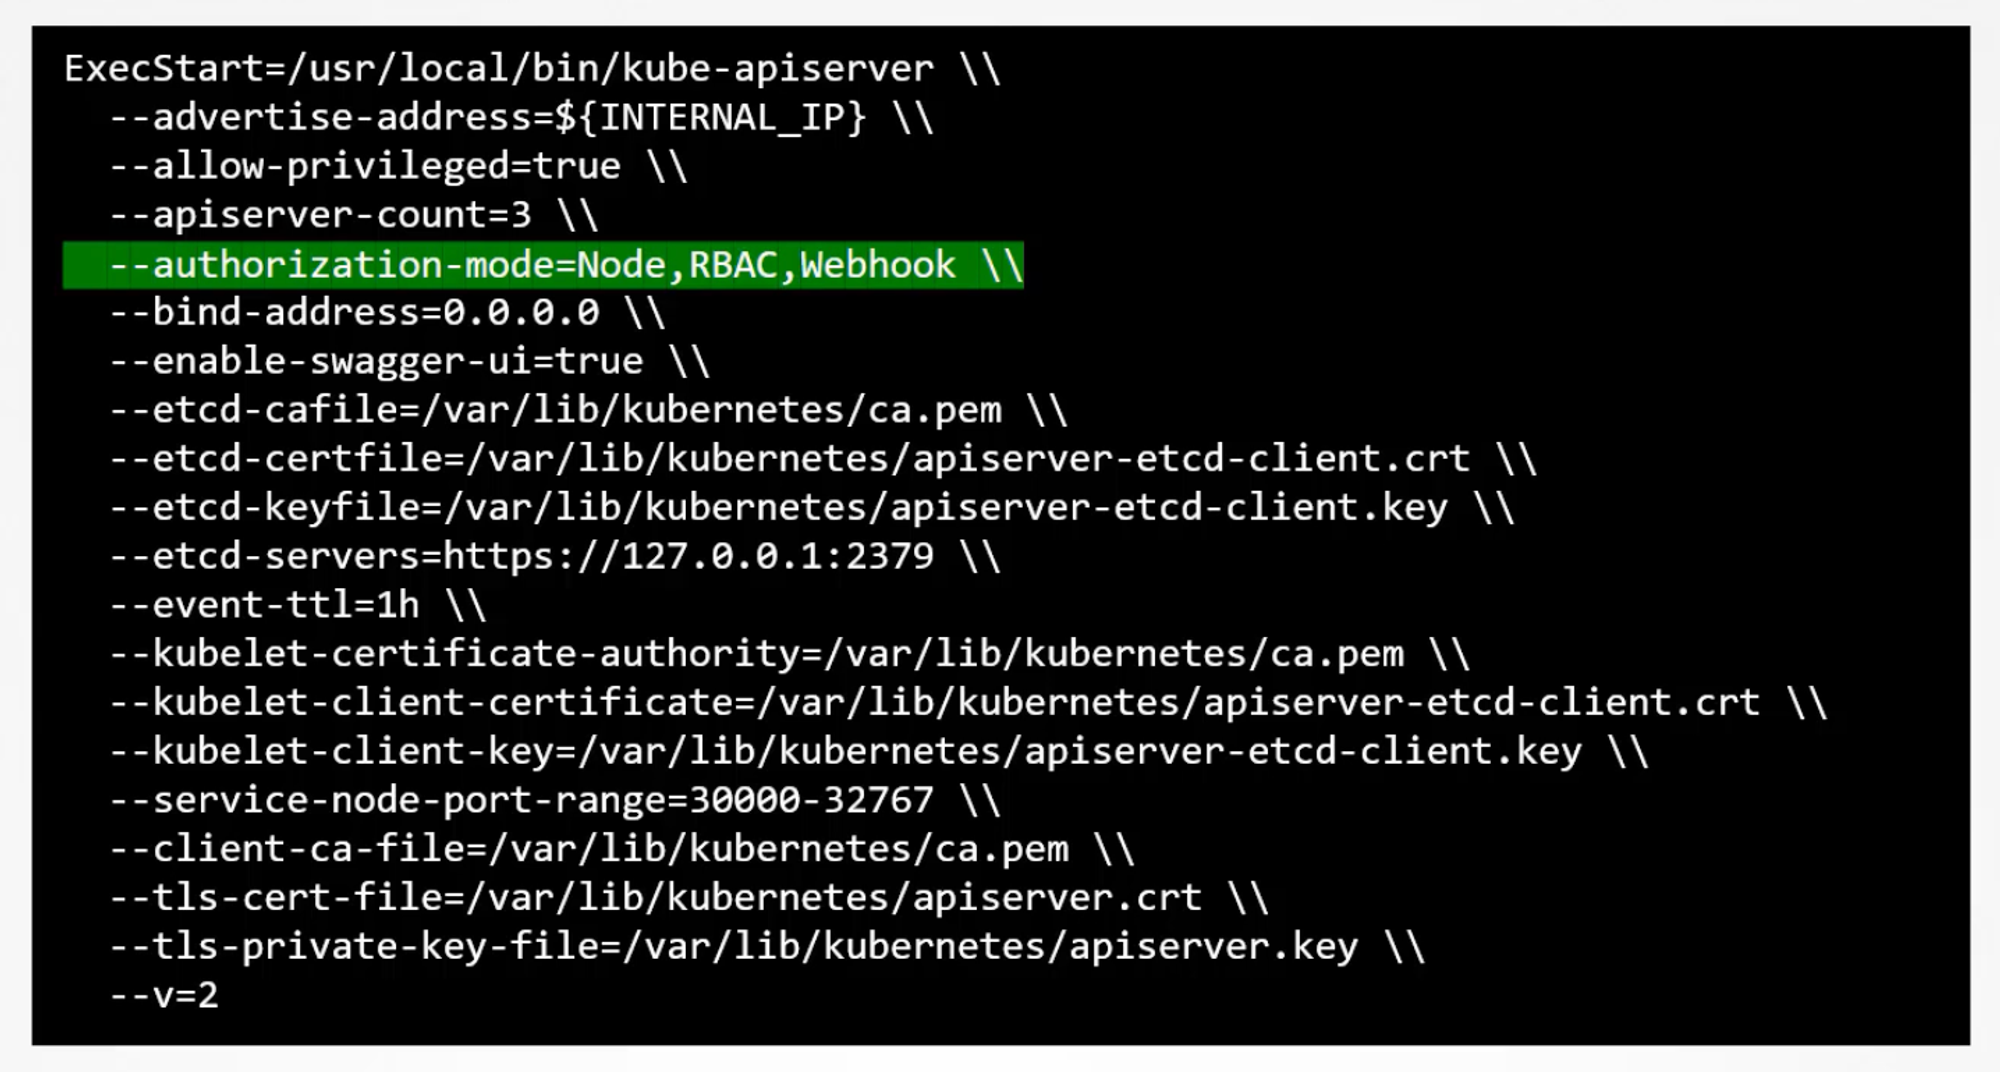 ExecStart=/usr/local/bin/kube-apiserver \\
--advertise-address=${INTERNAL_IP} \\
--allow-privileged=true \\
--apiserver-count=3 \\
--authorization-mode=Node,RBAC,Webhook \\
--bind-address=0.0.0.0 \\
--enable-swagger-ui=true \\
--etcd-cafile=/var/lib/kubernetes/ca.pem \\
--etcd-certfile=/var/lib/kubernetes/apiserver-etcd-client.crt \\
--etcd-keyfile=/var/lib/kubernetes/apiserver-etcd-client.key \\
--etcd-servers=https://127.0.0.1:2379 \\
--event-ttl=1h \\
--kubelet-certificate-authority=/var/lib/kubernetes/ca.pem \\
--kubelet-client-certificate=/var/lib/kubernetes/apiserver-etcd-client.crt \\
--kubelet-client-key=/var/lib/kubernetes/apiserver-etcd-client.key \\
--service-node-port-range=30000-32767 \\
--client-ca-file=/var/lib/kubernetes/ca.pem \\
--tls-cert-file=/var/lib/kubernetes/apiserver.crt \\
--tls-private-key-file=/var/lib/kubernetes/apiserver.key \\
--v=2